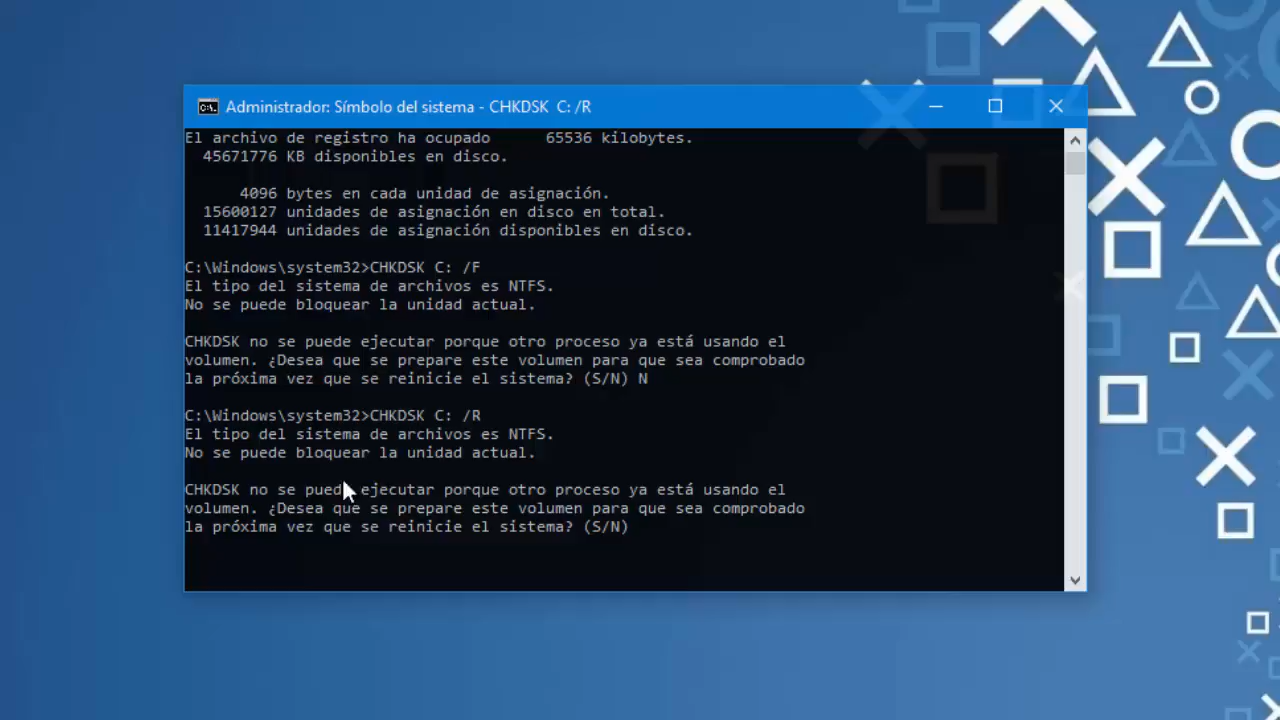 Administrador: Símbolo del sistema - CHKDSK  C: /R
El archivo de registro ha ocupado      65536 kilobytes.
  45671776 KB disponibles en disco.
      4096 bytes en cada unidad de asignación.
  15600127 unidades de asignación en disco en total.
  11417944 unidades de asignación disponibles en disco.
C:\Windows\system32>CHKDSK C: /F
El tipo del sistema de archivos es NTFS.
No se puede bloquear la unidad actual.
CHKDSK no se puede ejecutar porque otro proceso ya está usando el
volumen. ¿Desea que se prepare este volumen para que sea comprobado
la próxima vez que se reinicie el sistema? (S/N) N
C:\Windows\system32>CHKDSK C: /R
El tipo del sistema de archivos es NTFS.
No se puede bloquear la unidad actual.
CHKDSK no se puede ejecutar porque otro proceso ya está usando el
volumen. ¿Desea que se prepare este volumen para que sea comprobado
la próxima vez que se reinicie el sistema? (S/N)